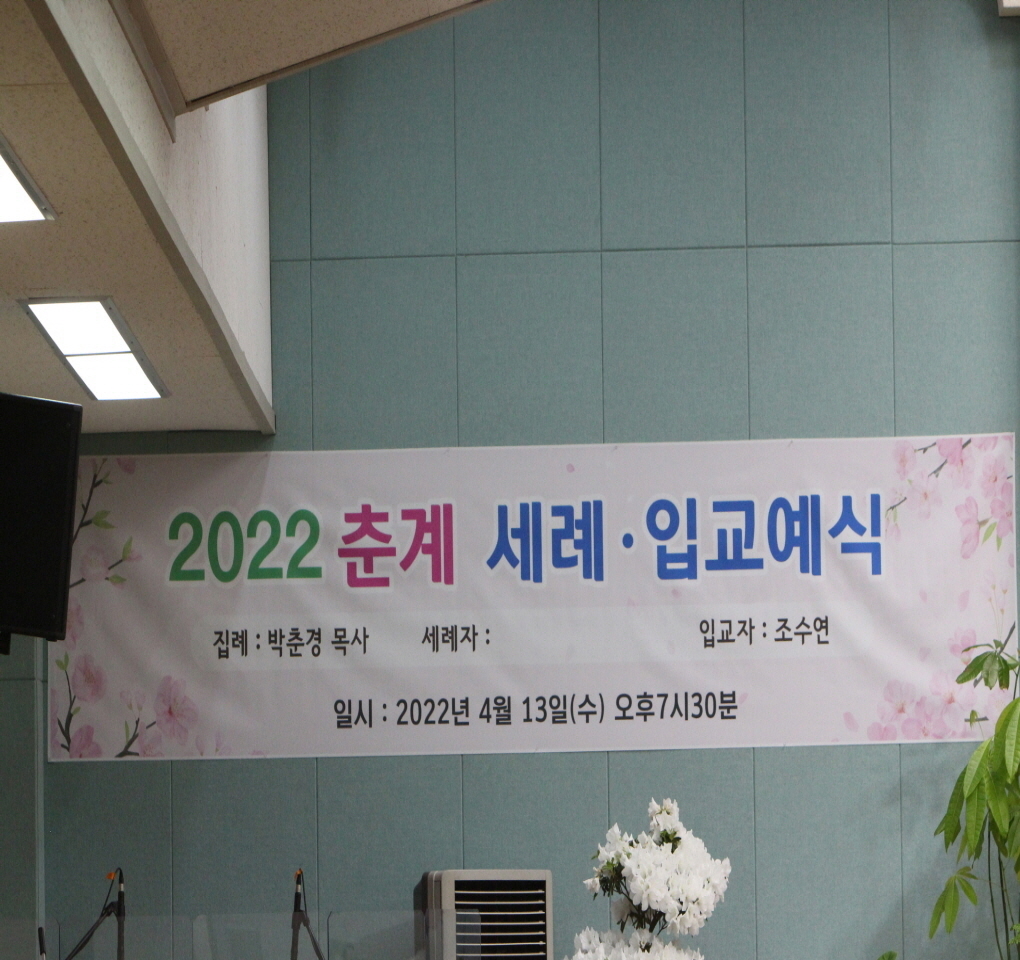 2022 춘계 세례·입교예식
집례 : 박춘경 목사 세례자 : 입교자 : 조수연
일시 : 2022년 4월 13일(수) 오후7시30분